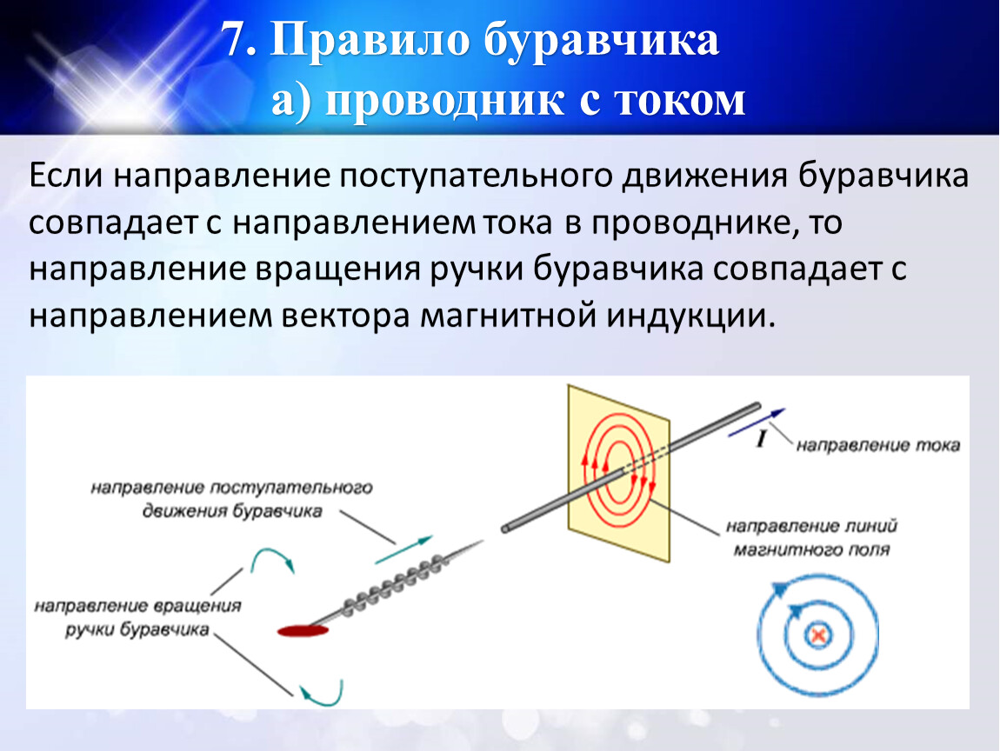 7. Правило буравчика
а) проводник с током
Если направление поступательного движения буравчика
совпадает с направлением тока в проводнике, то
направление вращения ручки буравчика совпадает с
направлением вектора магнитной индукции.
I
направление тока
направление поступательного
движения буравчика
направление линий
магнитного поля
направление вращения
ручки буравчика